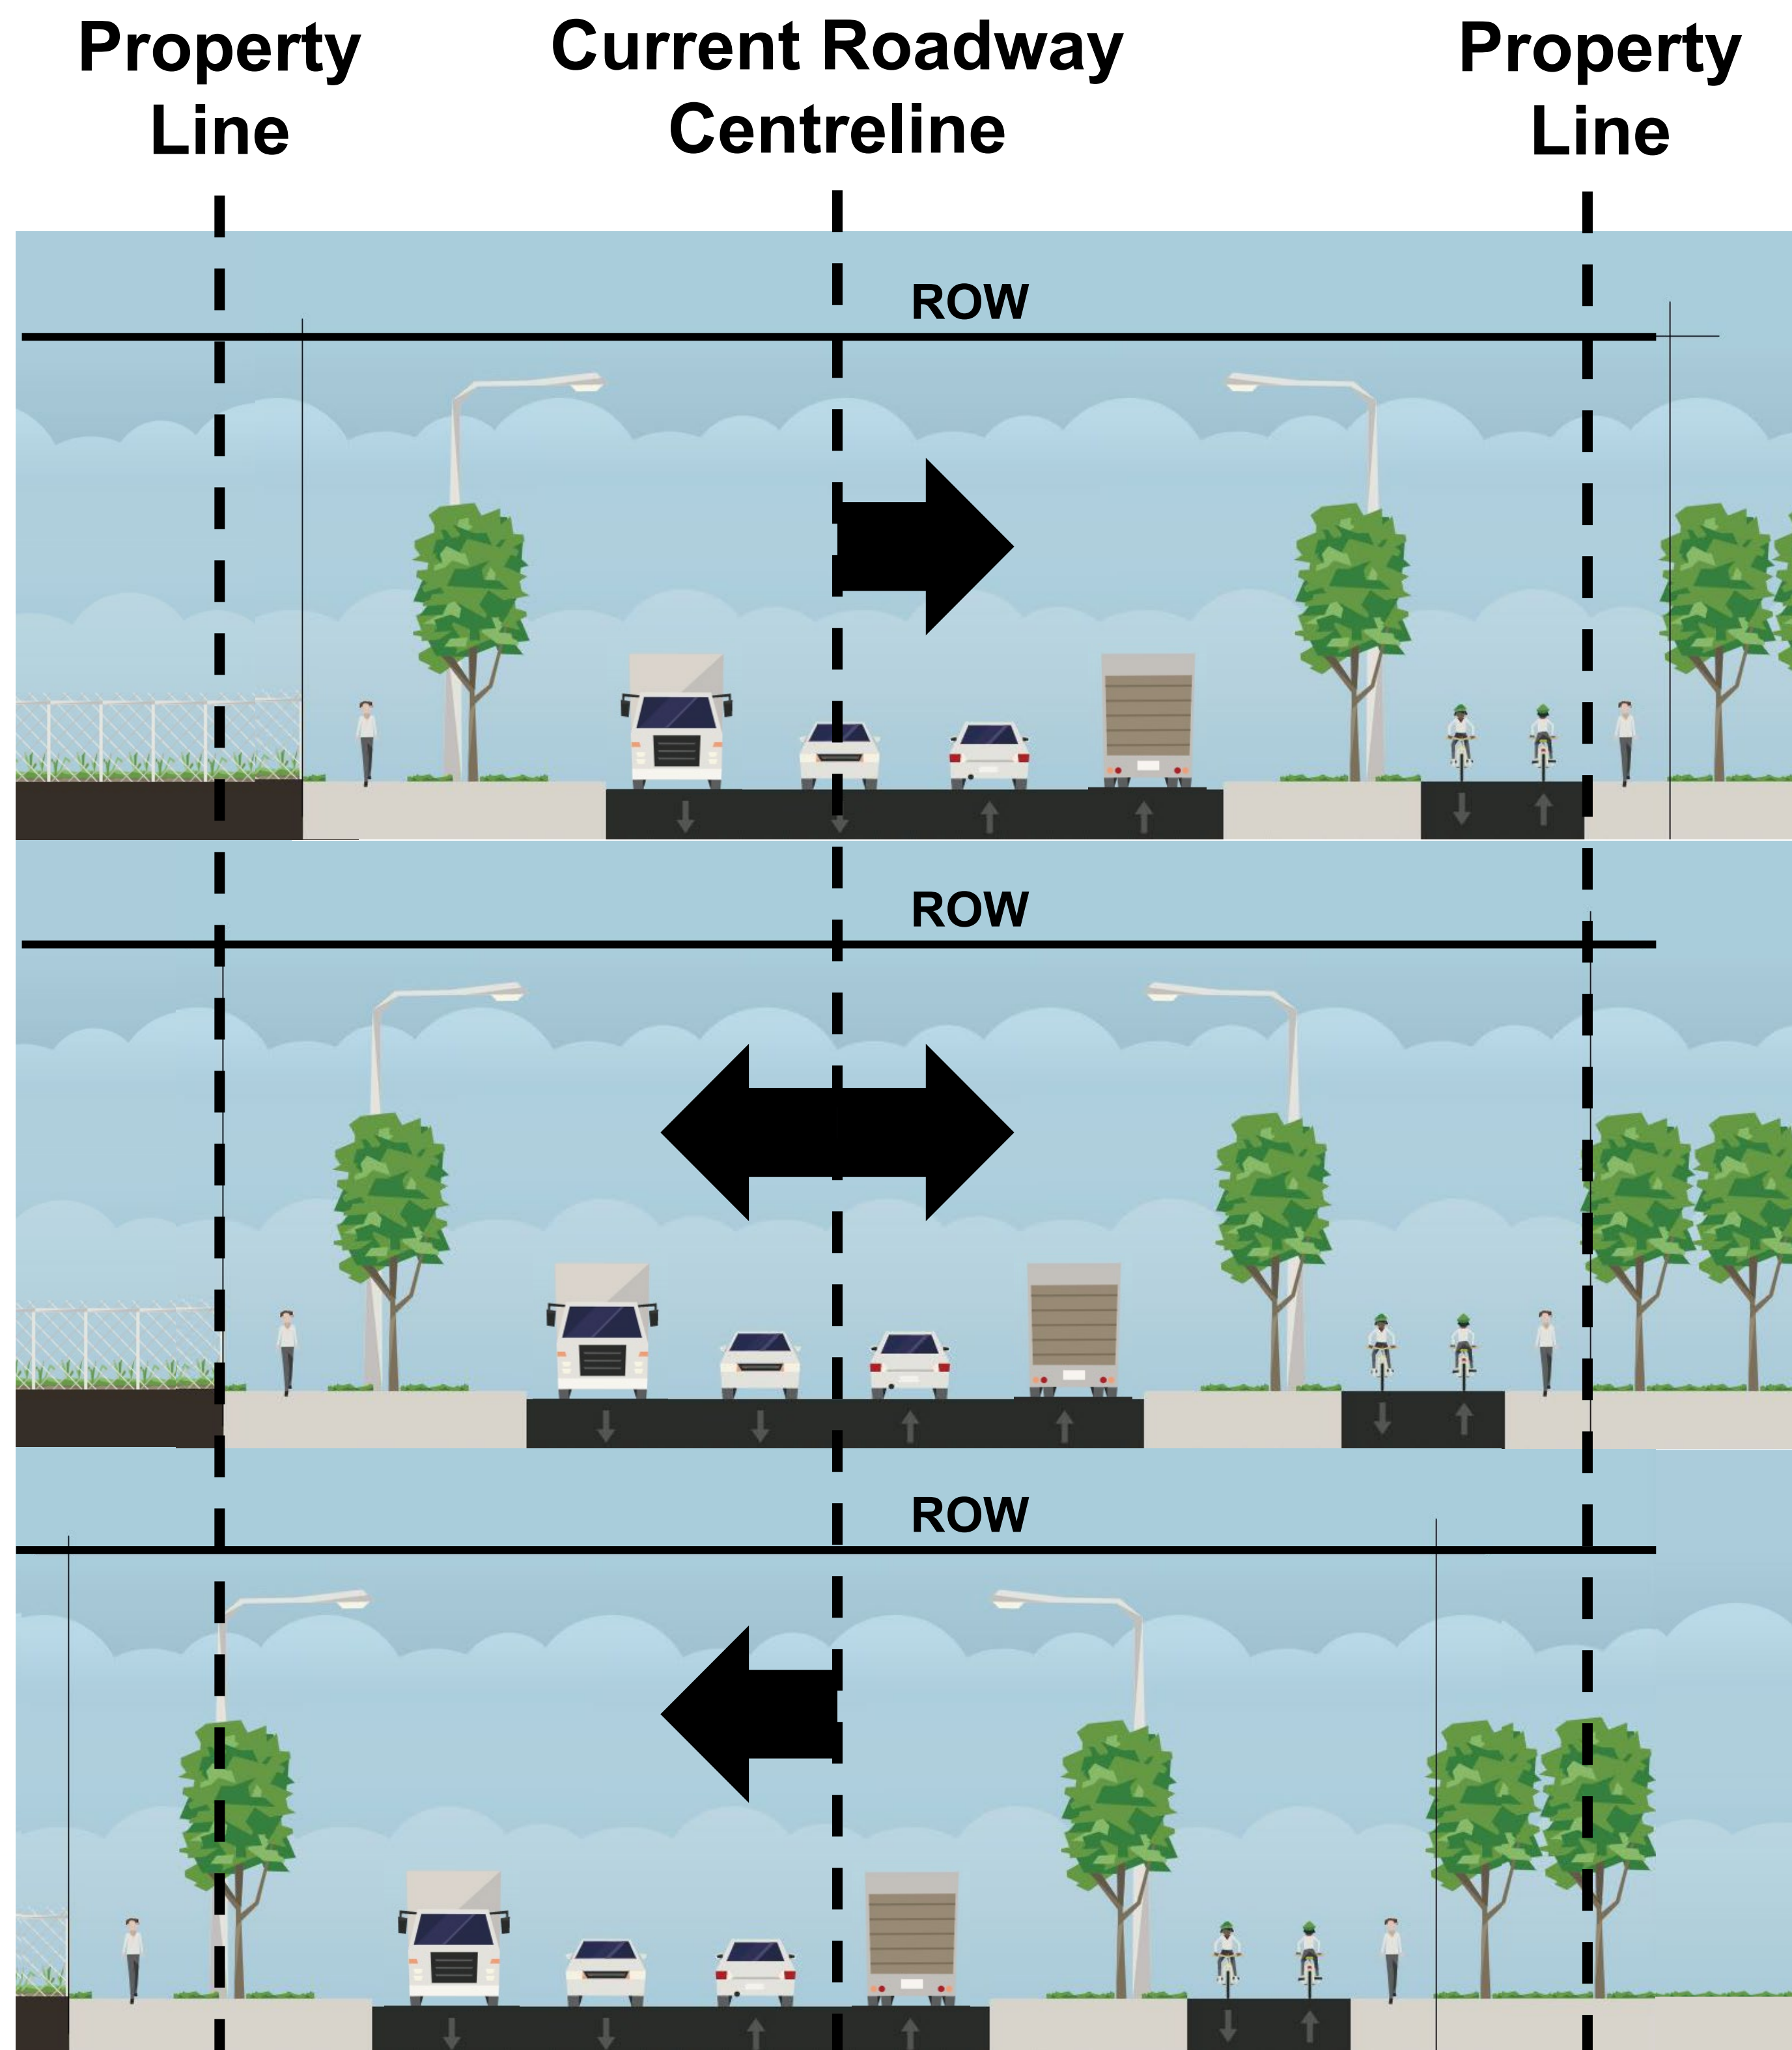 Property
Line
Current Roadway
Centreline
Property
Line
ROW
ROW
ROW